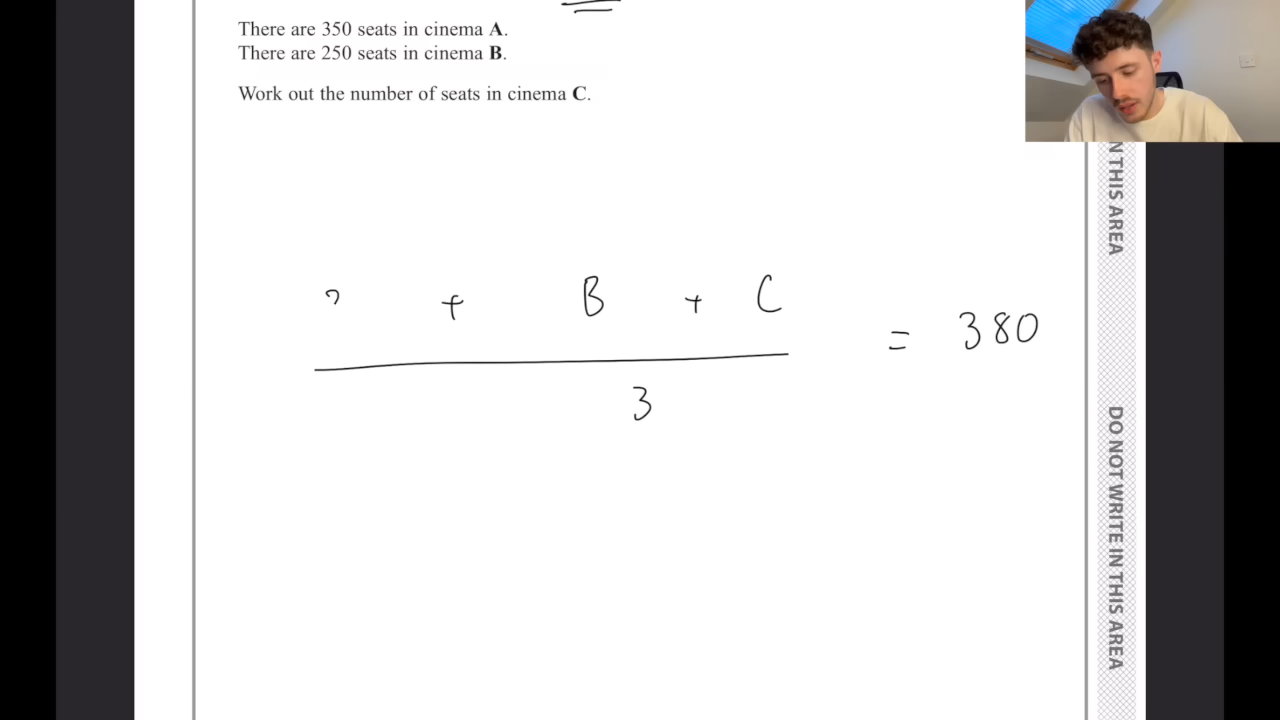 There are 350 seats in cinema A.
There are 250 seats in cinema B.
Work out the number of seats in cinema C.
+ B + C
= 380
3
N THIS AREA
DO NOT WRITE IN THIS AREA